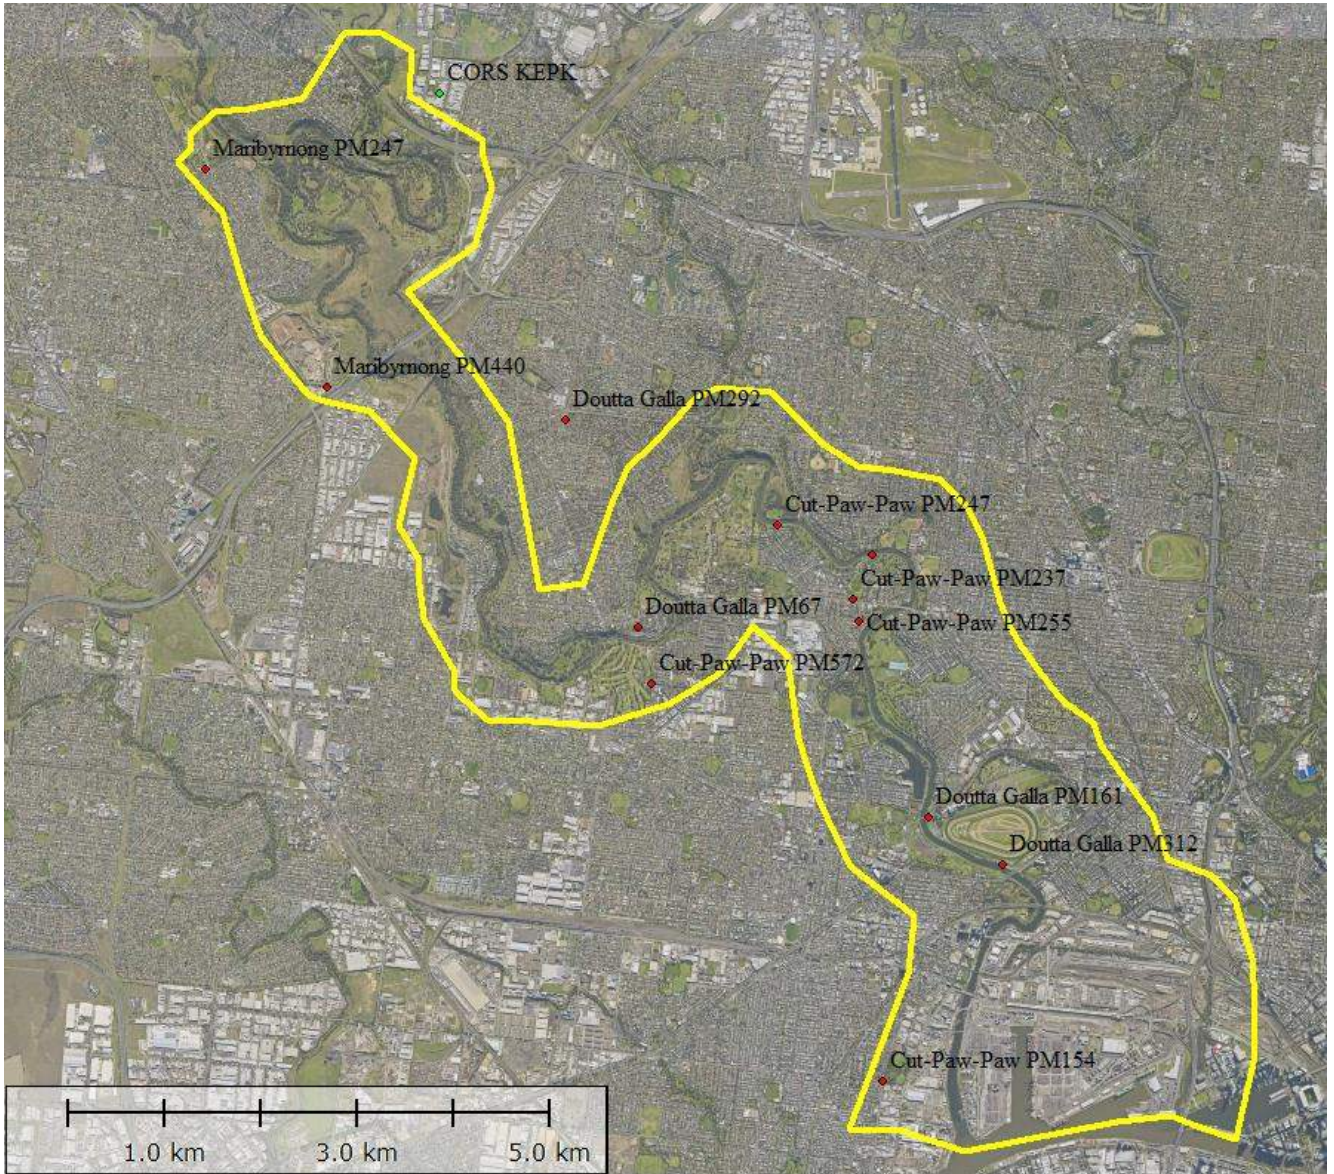 CORS KEPK
Maribyrnong PM247
Maribyrnong PM440
Doutta Galla PM292
Cut-Paw-Paw PM247
Cut-Paw-Paw PM237
Doutta Galla PM67
Cut-Paw-Paw PM255
Cut-Paw-Paw PM572
Doutta Galla PM161
Doutta Galla PM312
Cut-Paw-Paw PM154
1.0 km 3.0 km 5.0 km